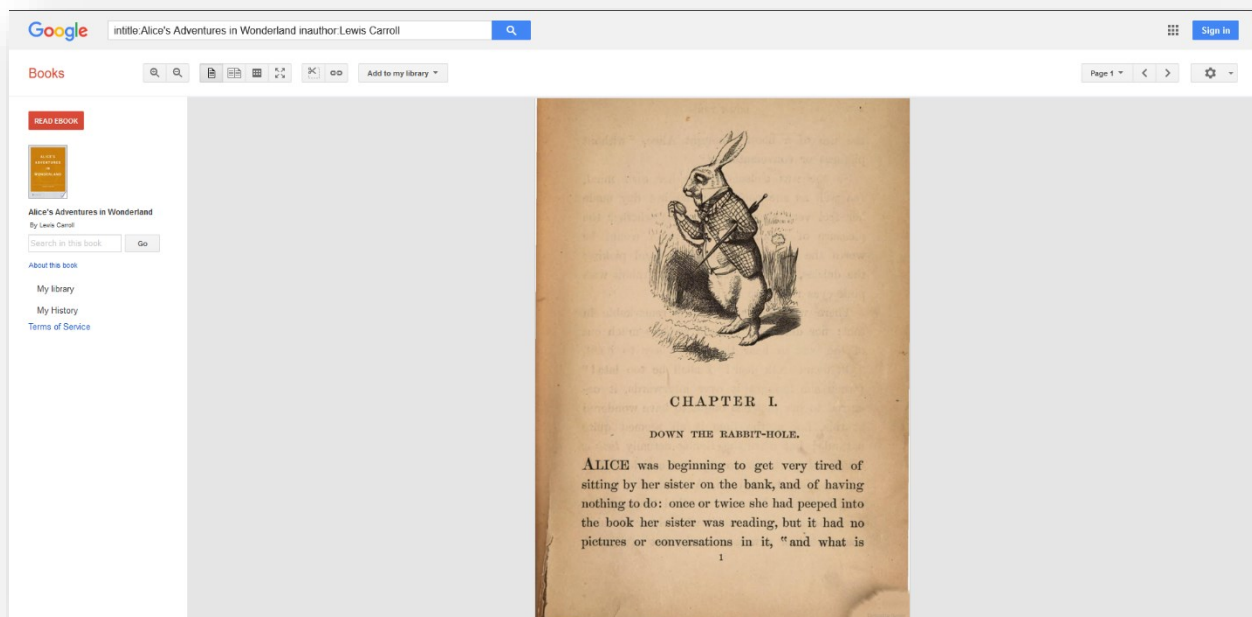 Google
intitle:Alice's Adventures in Wonderland inauthor:Lewis Carroll
Sign in
Books
Add to my library
Page 1
READ EBOOK
ALICE'S
ADVENTURES
IN
WONDERLAND
Alice's Adventures in Wonderland
By Lewis Carroll
Search in this book
Go
About this book
My library
My History
Terms of Service
CHAPTER I.
DOWN THE RABBIT-HOLE.
ALICE was beginning to get very tired of
sitting by her sister on the bank, and of having
nothing to do: once or twice she had peeped into
the book her sister was reading, but it had no
pictures or conversations in it, "and what is
1